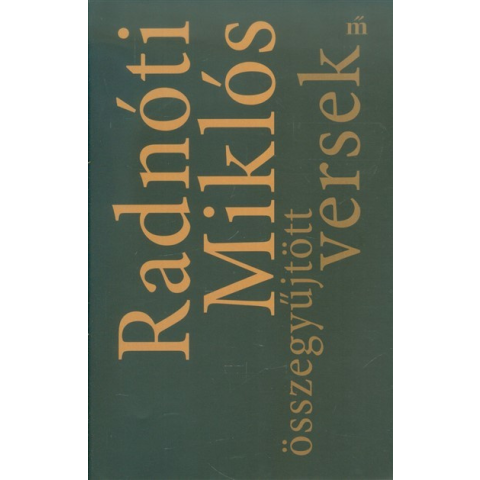 Radnóti
Miklós
összegyűjtött
versek
m̋